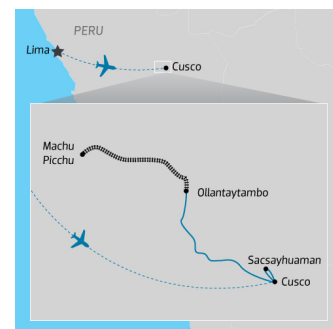 PERU
Lima
Cusco
Machu
Picchu
Ollantaytambo
Sacsayhuaman
Cusco